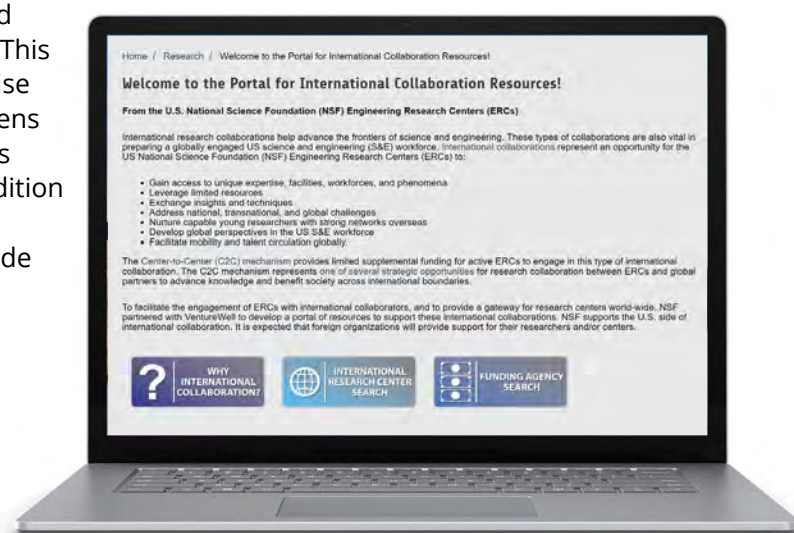 d
This
ise
ens
s
dition
de
Home / Research / Welcome to the Portal for International Collaboration Resources!
Welcome to the Portal for International Collaboration Resources!
From the U.S. National Science Foundation (NSF) Engineering Research Centers (ERCs)
International research collaborations help advance the frontiers of science and engineering. These types of collaborations are also vital in
preparing a globally engaged US science and engineering (S&E) workforce. International collaborations represent an opportunity for the
US National Science Foundation (NSF) Engineering Research Centers (ERCs) to:
• Gain access to unique expertise, facilities, workforces, and phenomena
• Leverage limited resources
• Exchange insights and techniques
• Address national, transnational, and global challenges
• Nurture capable young researchers with strong networks overseas
• Develop global perspectives in the US S&E workforce
• Facilitate mobility and talent circulation globally.
The Center-to-Center (C2C) mechanism provides limited supplemental funding for active ERCs to engage in this type of international
collaboration. The C2C mechanism represents one of several strategic opportunities for research collaboration between ERCs and global
partners to advance knowledge and benefit society across international boundaries.
To facilitate the engagement of ERCs with international collaborators, and to provide a gateway for research centers world-wide, NSF
partnered with VentureWell to develop a portal of resources to support these international collaborations. NSF supports the U.S. side of
international collaboration. It is expected that foreign organizations will provide support for their researchers and/or centers.
?
WHY
INTERNATIONAL
COLLABORATION?
INTERNATIONAL
RESEARCH CENTER
SEARCH
FUNDING AGENCY
SEARCH